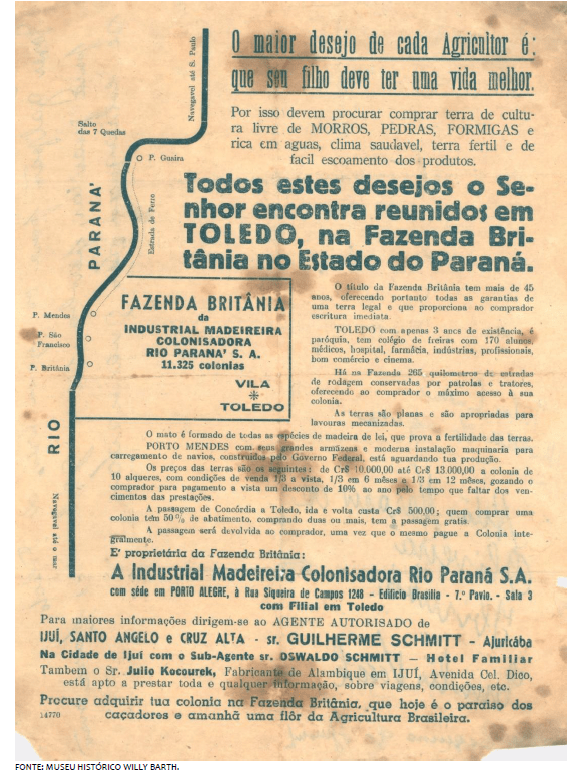 O maior desejo de cada Agricultor é:
que seu filho deve ter uma vida melhor.
Por isso devem procurar comprar terra de cultu-
ra livre de MORROS, PEDRAS, FORMIGAS e
rica em aguas, clima saudavel, terra fertil e de
facil escoamento dos produtos.
Todos estes desejos o Se-
nhor encontra reunidos em
TOLEDO, na Fazenda Bri-
tânia no Estado do Paraná.
Navegavel até S. Paulo
Salto
das 7 Quedas
P. Guaira
Estrada de Ferro
PARANA'
P. Mendes
P. São
Francisco
P. Britânia
RIO
Navegavel até o mar
FAZENDA BRITÂNIA
da
INDUSTRIAL MADEIREIRA
COLONISADORA
RIO PARANA' S. A.
11.325 colonias
VILA
TOLEDO
O titulo da Fazenda Britânia tem mais de 45
anos, oferecendo portanto todas as garantias de
uma terra legal e que proporciona ao comprador
escritura imediata.
TOLEDO com apenas 3 anos de existência, é
paróquia, tem colégio de freiras com 170 alunos,
médicos, hospital, farmácia, indústrias, profissionais,
bom comércio e cinema.
Há na Fazenda 265 quilometros de estradas
de rodagem conservadas por patrolas e tratores,
oferecendo ao comprador o máximo acesso à sua
colonia.
As terras são planas e são apropriadas para
lavouras mecanizadas.
O mato é formado de todas as espécies de madeira de lei, que prova a fertilidade das terras.
PORTO MENDES com seus grandes armazens e moderna instalação maquinaria para
carregamento de navios, construidos pelo Governo Federal, está aguardando tua produção.
Os preços das terras são os seguintes: de Cr$ 10.000,00 até Cr$ 13.000,00 a colonia de
10 alqueres, com condições de venda 1/3 a vista, 1/3 em 6 mêses e 1/3 em 12 mêses, gozando o
comprador para pagamento a vista um desconto de 10% ao ano pelo tempo que faltar dos ven-
cimentos das prestações.
A passagem de Concórdia a Toledo, ida e volta custa Cr$ 500,00; quem comprar uma
colonia tem 50% de abatimento, comprando duas ou mais, tem a passagem gratis.
A passagem será devolvida ao comprador, uma vez que o mesmo pague a Colonia inte-
gralmente.
E' proprietária da Fazenda Britânia:
A Industrial Madeireira Colonisadora Rio Paraná S.A.
com séde em PORTO ALEGRE, à Rua Siqueira de Campos 1248 - Edificio Brasilia - 7.º Pavio. - Sala 3
com Filial em Toledo
Para maiores informações dirigem-se ao AGENTE AUTORISADO de
IJUÍ, SANTO ANGELO e CRUZ ALTA - sr. GUILHERME SCHMITT - Ajuricába
Na Cidade de Ijuí com o Sub-Agente sr. OSWALDO SCHMITT - Hotel Familiar
Tambem o Sr. Julio Kocourek, Fabricante de Alambique em IJUÍ, Avenida Cel. Dico,
está apto a prestar toda e qualquer informação, sobre viagens, condições, etc.
Procure adquirir tua colonia na Fazenda Britânia, que hoje é o paraiso dos
caçadores e amanhã uma flôr da Agricultura Brasileira.
14770
FONTE: MUSEU HISTÓRICO WILLY BARTH.